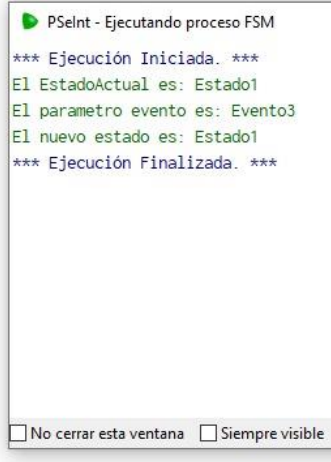 PSeInt - Ejecutando proceso FSM
*** Ejecución Iniciada. ***
El EstadoActual es: Estado1
El parametro evento es: Evento3
El nuevo estado es: Estado1
*** Ejecución Finalizada. ***
No cerrar esta ventana Siempre visible